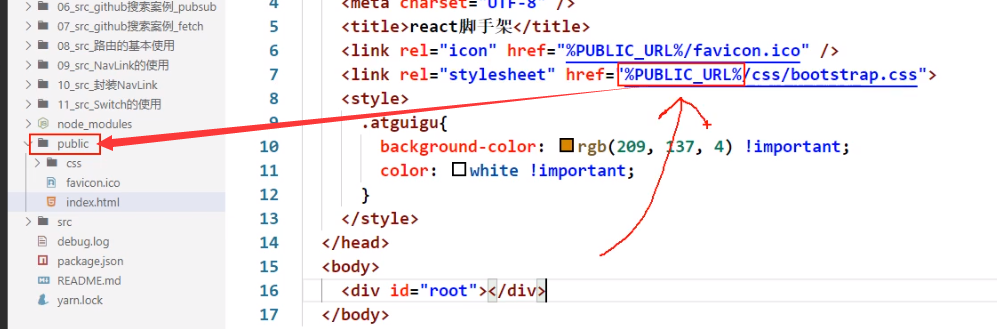 06_src_github搜索案例_pubsub
07_src_github搜索案例_fetch
08_src_路由的基本使用
09_src_NavLink的使用
10_src_封装NavLink
11_src_Switch的使用
node_modules
public
css
favicon.ico
index.html
src
debug.log
package.json
README.md
yarn.lock
4 <meta charset="UTF-8" />
5 <title>react脚手架</title>
6 <link rel="icon" href="%PUBLIC_URL%/favicon.ico" />
7 <link rel="stylesheet" href="%PUBLIC_URL%/css/bootstrap.css">
8 <style>
9 .atguigu{
10 background-color: rgb(209, 137, 4) !important;
11 color: white !important;
12 }
13 </style>
14 </head>
15 <body>
16 <div id="root"></div>
17 </body>